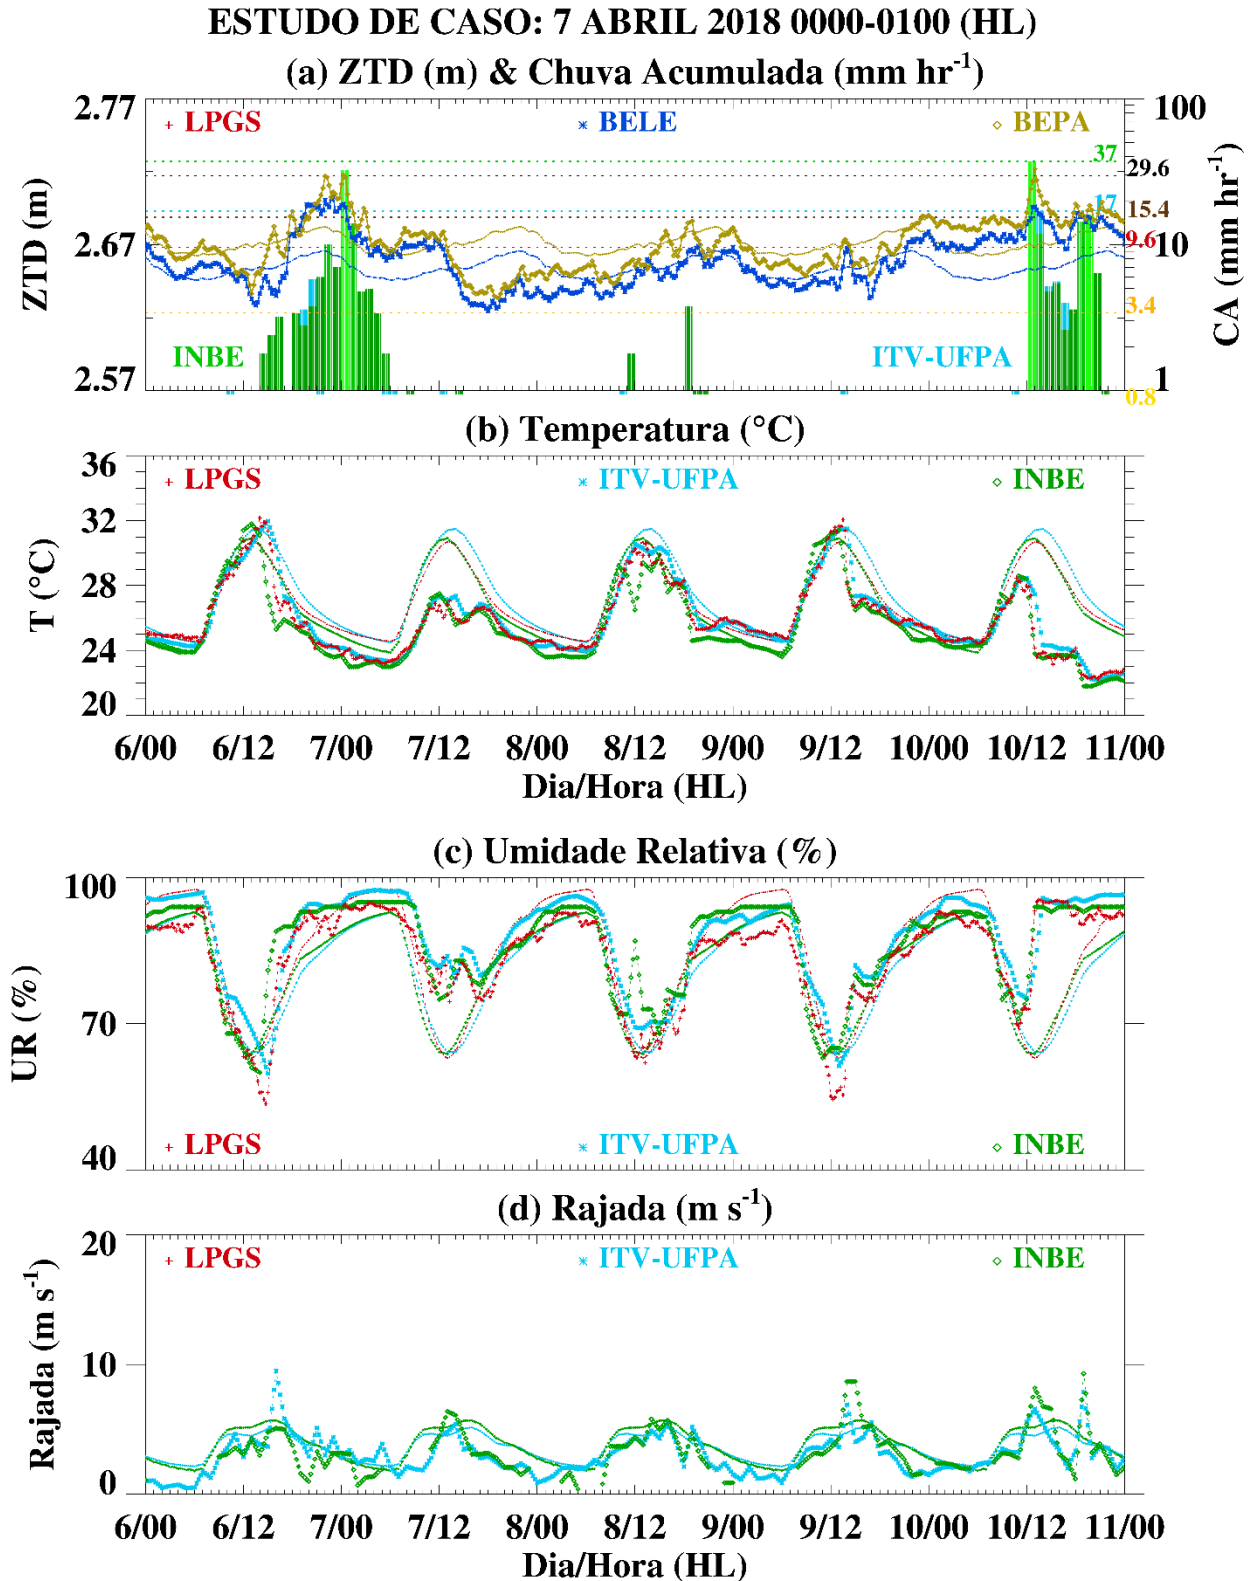 ESTUDO DE CASO: 7 ABRIL 2018 0000-0100 (HL)
(a) ZTD (m) & Chuva Acumulada (mm hr-1)
2.77
2.67
2.57
ZTD (m)
+ LPGS
* BELE
◇ BEPA
INBE
ITV-UFPA
37
29.6
17
15.4
9.6
3.4
0.8
100
10
1
CA (mm hr-1)
(b) Temperatura (°C)
36
32
28
24
20
T (°C)
+ LPGS
* ITV-UFPA
◇ INBE
6/00 6/12 7/00 7/12 8/00 8/12 9/00 9/12 10/00 10/12 11/00
Dia/Hora (HL)
(c) Umidade Relativa (%)
100
70
40
UR (%)
+ LPGS
* ITV-UFPA
◇ INBE
(d) Rajada (m s-1)
20
10
0
Rajada (m s-1)
+ LPGS
* ITV-UFPA
◇ INBE
6/00 6/12 7/00 7/12 8/00 8/12 9/00 9/12 10/00 10/12 11/00
Dia/Hora (HL)